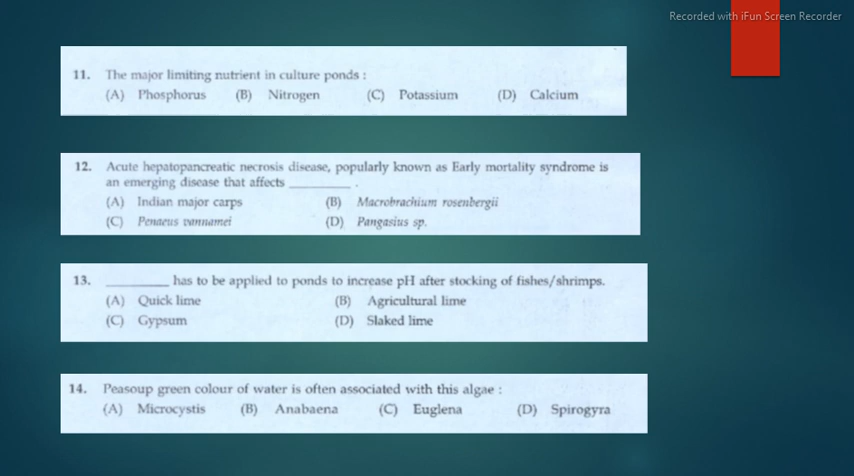 Recorded with iFun Screen Recorder
11. The major limiting nutrient in culture ponds :
(A) Phosphorus (B) Nitrogen (C) Potassium (D) Calcium
12. Acute hepatopancreatic necrosis disease, popularly known as Early mortality syndrome is
an emerging disease that affects ________ .
(A) Indian major carps (B) Macrobrachium rosenbergii
(C) Penaeus vannamei (D) Pangasius sp.
13. ________ has to be applied to ponds to increase pH after stocking of fishes/shrimps.
(A) Quick lime (B) Agricultural lime
(C) Gypsum (D) Slaked lime
14. Peasoup green colour of water is often associated with this algae :
(A) Microcystis (B) Anabaena (C) Euglena (D) Spirogyra